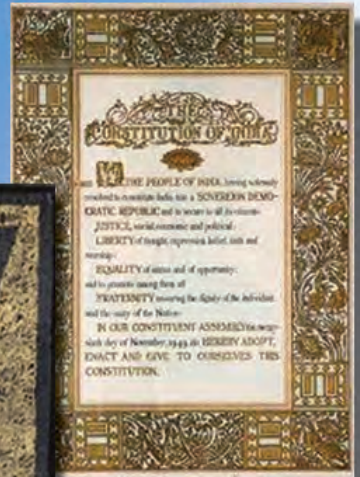 THE
CONSTITUTION OF INDIA
WE, THE PEOPLE OF INDIA, having solemnly
resolved to constitute India into a SOVEREIGN DEMO-
CRATIC REPUBLIC and to secure to all its citizens:
JUSTICE, social, economic and political;
LIBERTY of thought, expression, belief, faith and
worship;
EQUALITY of status and of opportunity;
and to promote among them all
FRATERNITY assuring the dignity of the individual
and the unity of the Nation;
IN OUR CONSTITUENT ASSEMBLY this twenty-
sixth day of November, 1949, do HEREBY ADOPT,
ENACT AND GIVE TO OURSELVES THIS
CONSTITUTION.